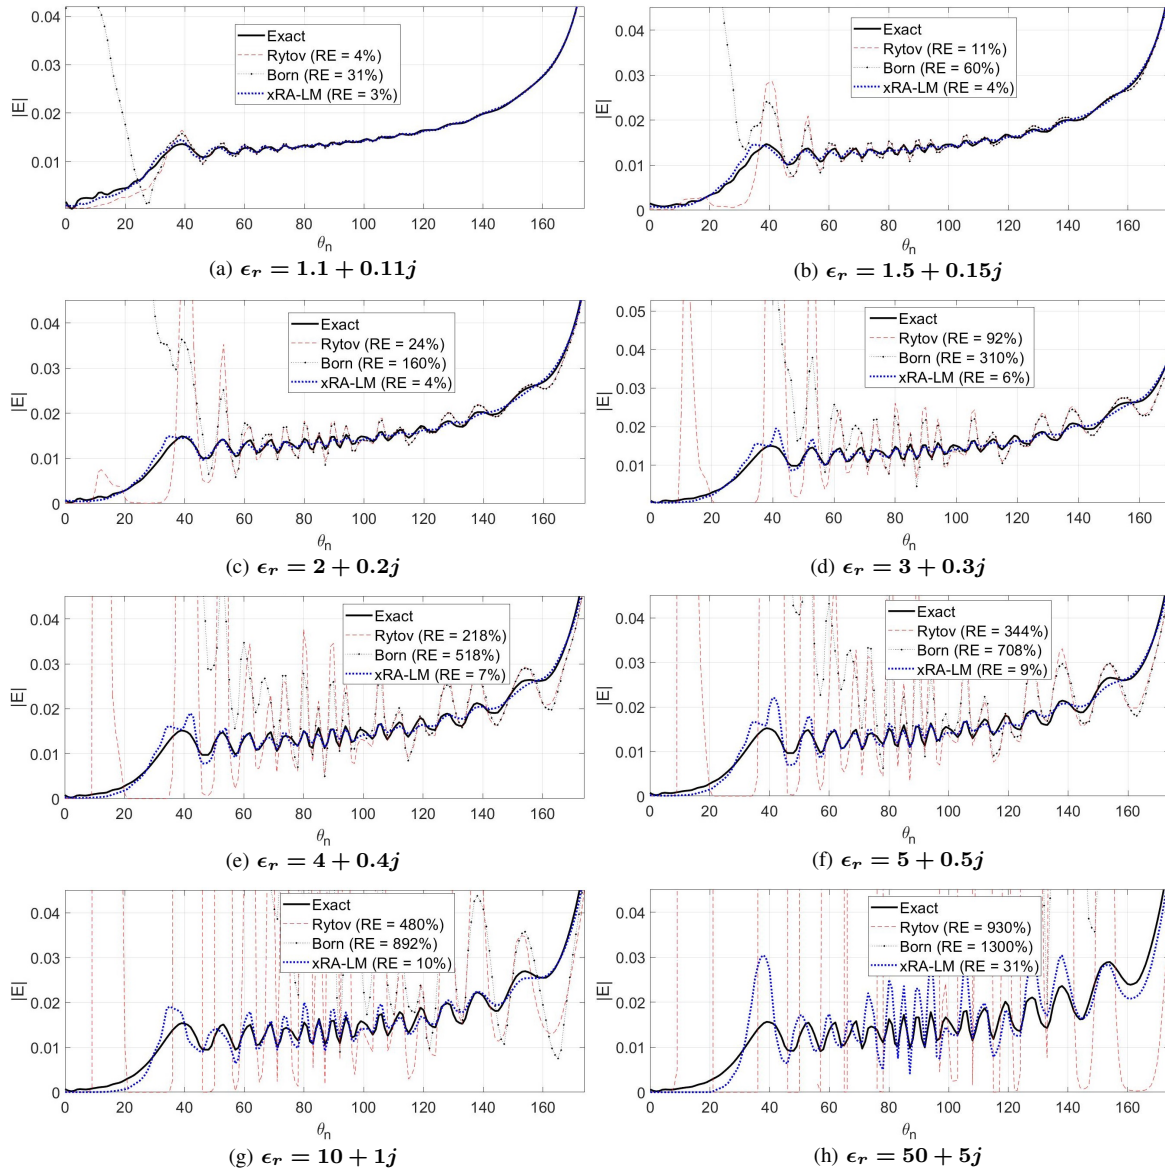 0.04
0.03
0.02
0.01
|E|
Exact
Rytov (RE = 4%)
Born (RE = 31%)
xRA-LM (RE = 3%)
0 20 40 60 80 100 120 140 160
θn
(a) ϵr = 1.1 + 0.11j
0.04
0.03
0.02
0.01
0
|E|
Exact
Rytov (RE = 11%)
Born (RE = 60%)
xRA-LM (RE = 4%)
0 20 40 60 80 100 120 140 160
θn
(b) ϵr = 1.5 + 0.15j
0.04
0.03
0.02
0.01
0
|E|
Exact
Rytov (RE = 24%)
Born (RE = 160%)
xRA-LM (RE = 4%)
0 20 40 60 80 100 120 140 160
θn
(c) ϵr = 2 + 0.2j
0.05
0.04
0.03
0.02
0.01
|E|
Exact
Rytov (RE = 92%)
Born (RE = 310%)
xRA-LM (RE = 6%)
0 20 40 60 80 100 120 140 160
θn
(d) ϵr = 3 + 0.3j
0.04
0.03
0.02
0.01
0
|E|
Exact
Rytov (RE = 218%)
Born (RE = 518%)
xRA-LM (RE = 7%)
0 20 40 60 80 100 120 140 160
θn
(e) ϵr = 4 + 0.4j
0.04
0.03
0.02
0.01
0
|E|
Exact
Rytov (RE = 344%)
Born (RE = 708%)
xRA-LM (RE = 9%)
0 20 40 60 80 100 120 140 160
θn
(f) ϵr = 5 + 0.5j
0.04
0.03
0.02
0.01
0
|E|
Exact
Rytov (RE = 480%)
Born (RE = 892%)
xRA-LM (RE = 10%)
0 20 40 60 80 100 120 140 160
θn
(g) ϵr = 10 + 1j
0.04
0.03
0.02
0.01
0
|E|
Exact
Rytov (RE = 930%)
Born (RE = 1300%)
xRA-LM (RE = 31%)
0 20 40 60 80 100 120 140 160
θn
(h) ϵr = 50 + 5j